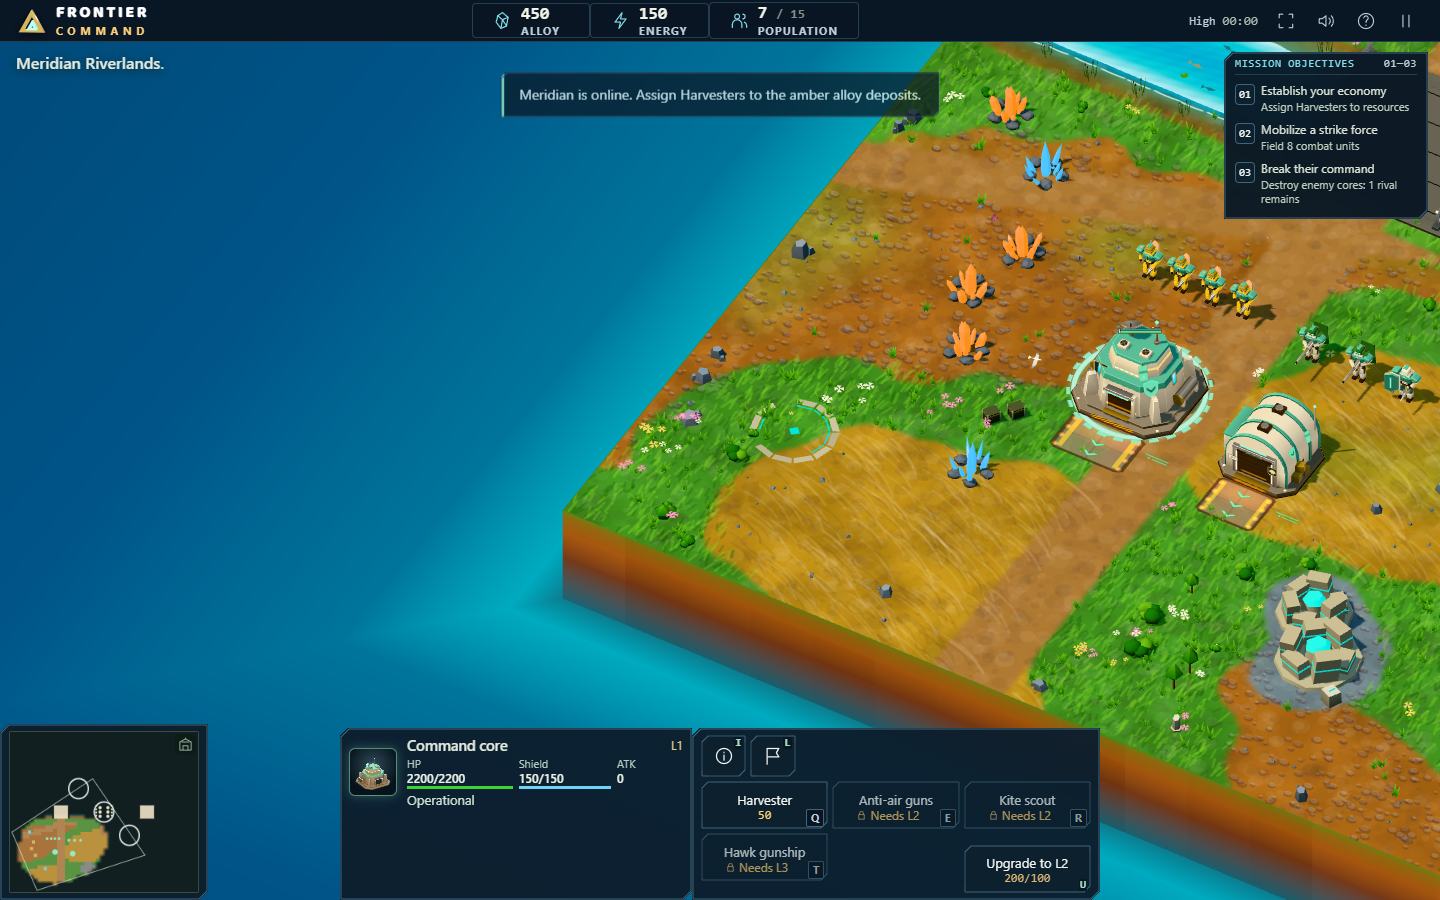 FRONTIER
COMMAND
450
ALLOY
150
ENERGY
7 / 15
POPULATION
High 00:00
Meridian Riverlands.
Meridian is online. Assign Harvesters to the amber alloy deposits.
MISSION OBJECTIVES 01—03
01 Establish your economy
Assign Harvesters to resources
02 Mobilize a strike force
Field 8 combat units
03 Break their command
Destroy enemy cores: 1 rival
remains
Command core L1
HP Shield ATK
2200/2200 150/150 0
Operational
I L
Harvester
50 Q
Anti-air guns
Needs L2 E
Kite scout
Needs L2 R
Hawk gunship
Needs L3 T
Upgrade to L2
200/100 U